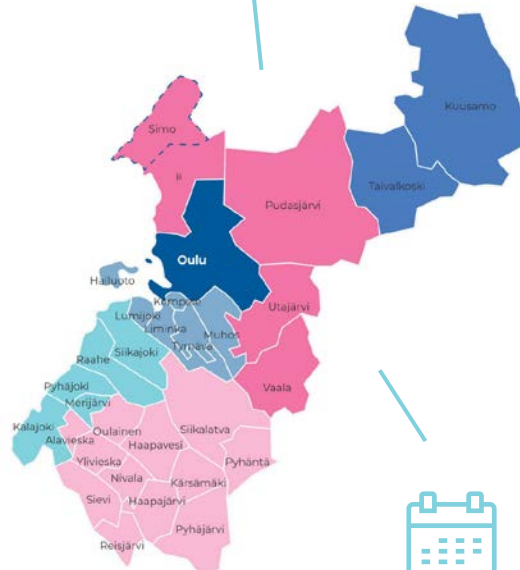 Kuusamo
Simo
Ii
Taivalkoski
Pudasjärvi
Oulu
Hailuoto
Kempele
Utajärvi
Lumijoki
Liminka
Muhos
Tyrnävä
Siikajoki
Raahe
Pyhäjoki
Vaala
Merijärvi
Kalajoki
Alavieska
Oulainen
Siikalatva
Haapavesi
Ylivieska
Pyhäntä
Nivala
Kärsämäki
Sievi
Haapajärvi
Pyhäjärvi
Reisjärvi